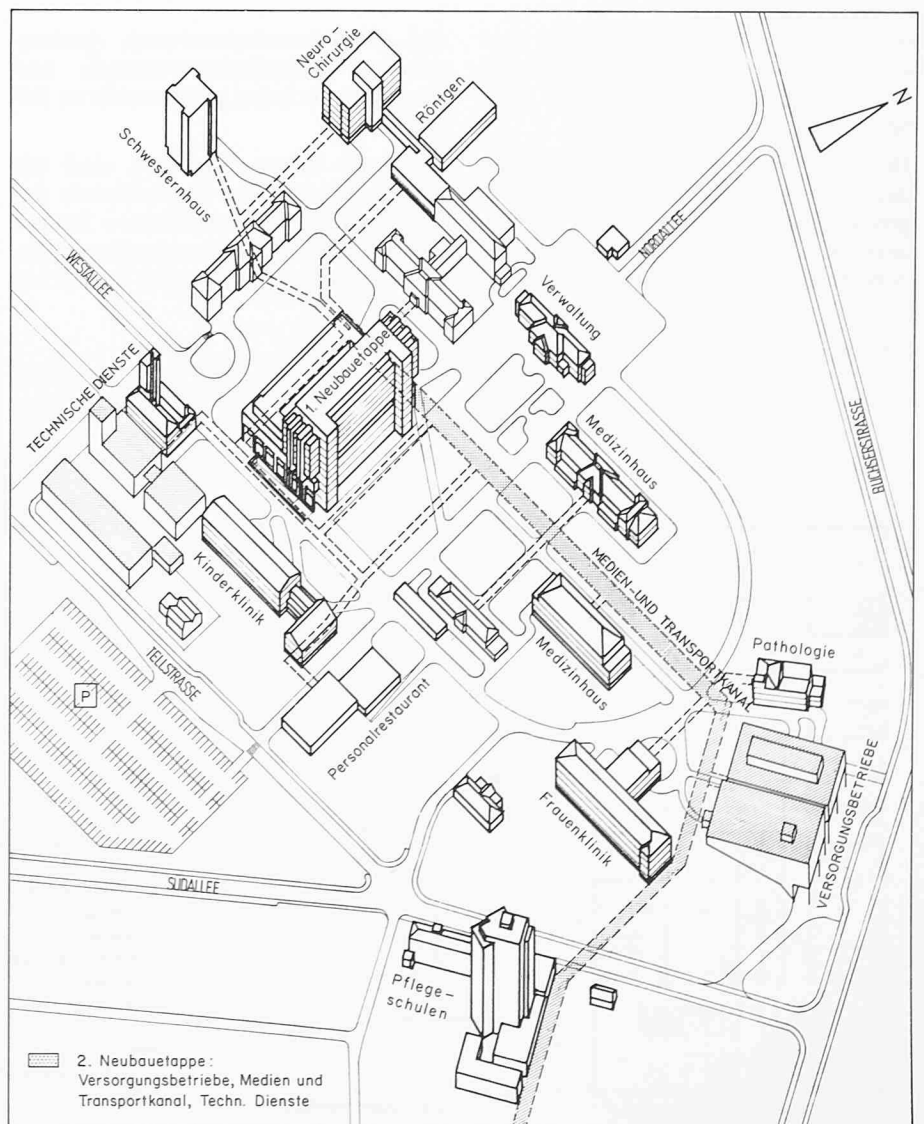 Neuro-
Chirurgie
Röntgen
N
Schwesternhaus
NORDALLEE
WESTALLEE
Verwaltung
1. Neubauetappe
TECHNISCHE DIENSTE
Medizinhaus
BUCHSERSTRASSE
Kinderklinik
MEDIEN- UND TRANSPORTKANAL
TELLSTRASSE
Pathologie
P
Medizinhaus
Personalrestaurant
Frauenklinik
VERSORGUNGSBETRIEBE
SÜDALLEE
Pflege-
schulen
2. Neubauetappe:
Versorgungsbetriebe, Medien und
Transportkanal, Techn. Dienste